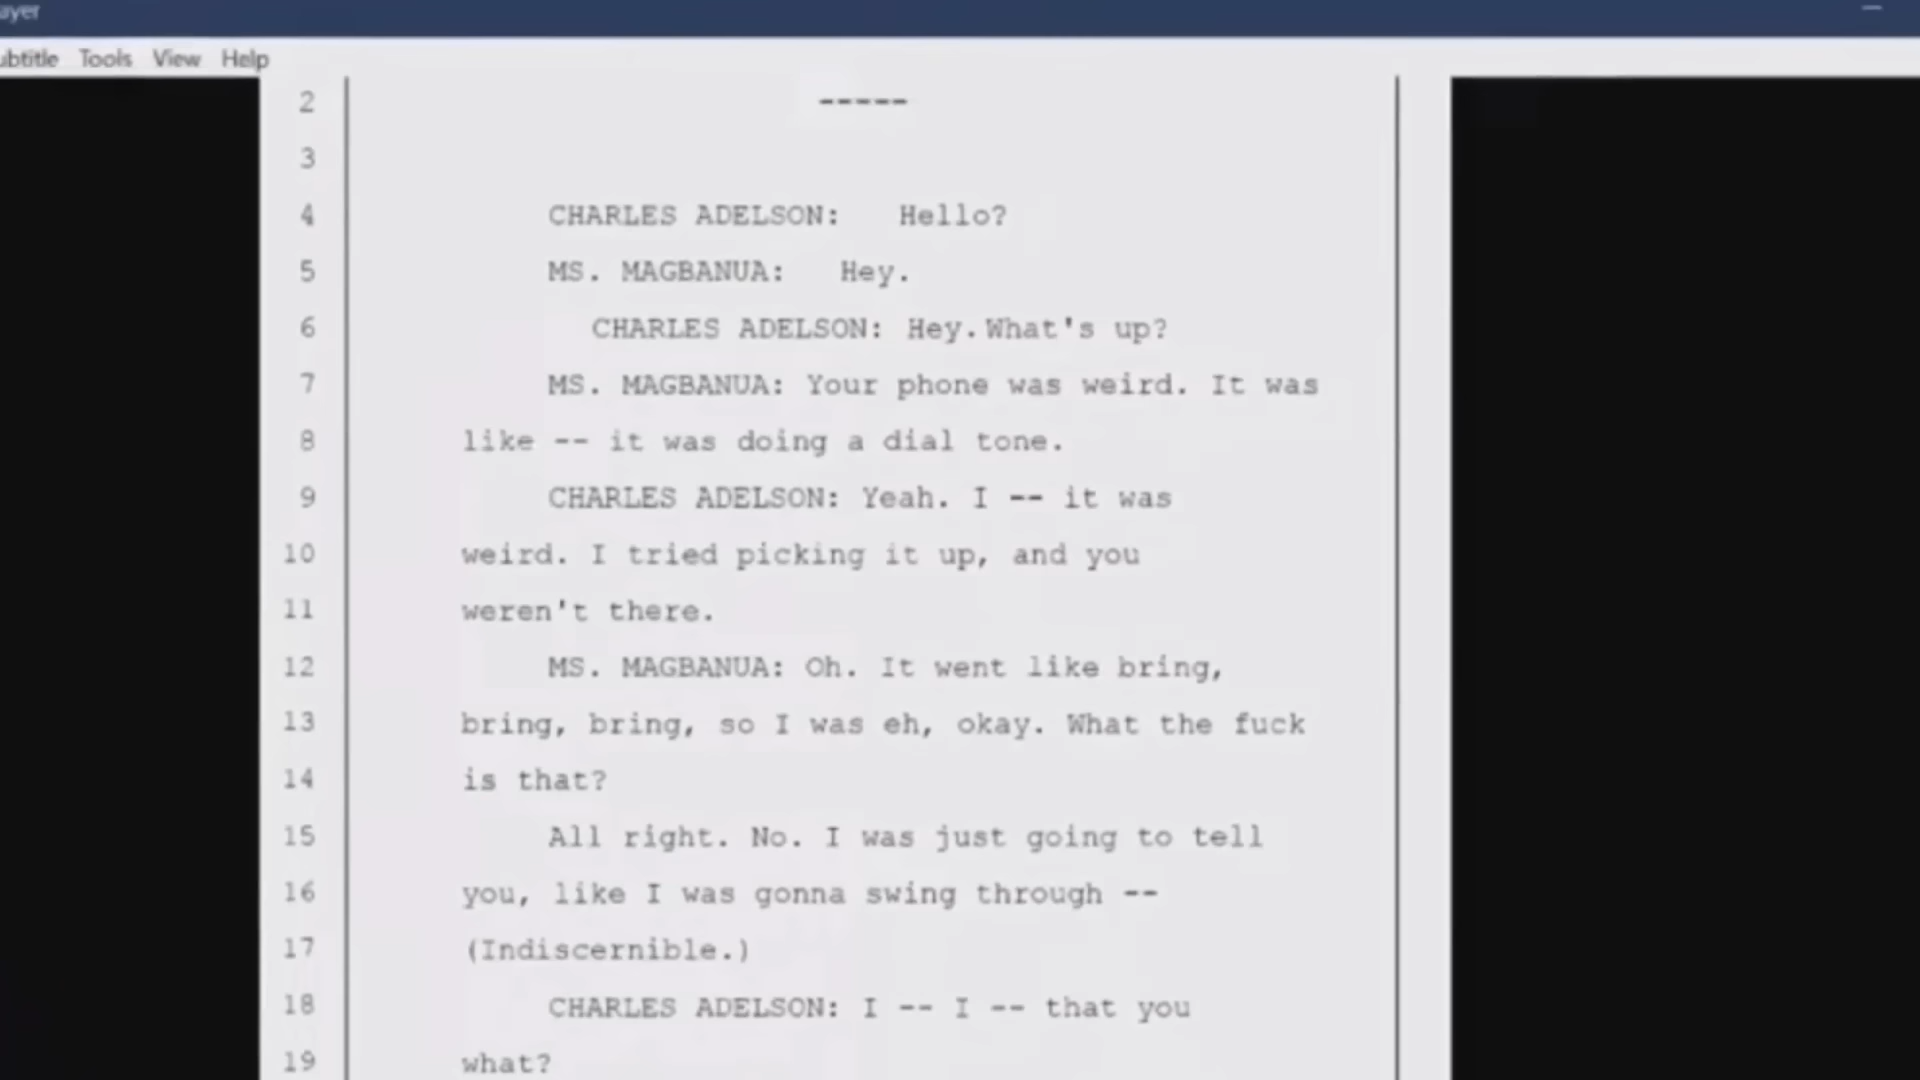 ayer
ubtitle Tools View Help
2 -----
3
4 CHARLES ADELSON: Hello?
5 MS. MAGBANUA: Hey.
6 CHARLES ADELSON: Hey.What's up?
7 MS. MAGBANUA: Your phone was weird. It was
8 like -- it was doing a dial tone.
9 CHARLES ADELSON: Yeah. I -- it was
10 weird. I tried picking it up, and you
11 weren't there.
12 MS. MAGBANUA: Oh. It went like bring,
13 bring, bring, so I was eh, okay. What the fuck
14 is that?
15 All right. No. I was just going to tell
16 you, like I was gonna swing through --
17 (Indiscernible.)
18 CHARLES ADELSON: I -- I -- that you
19 what?